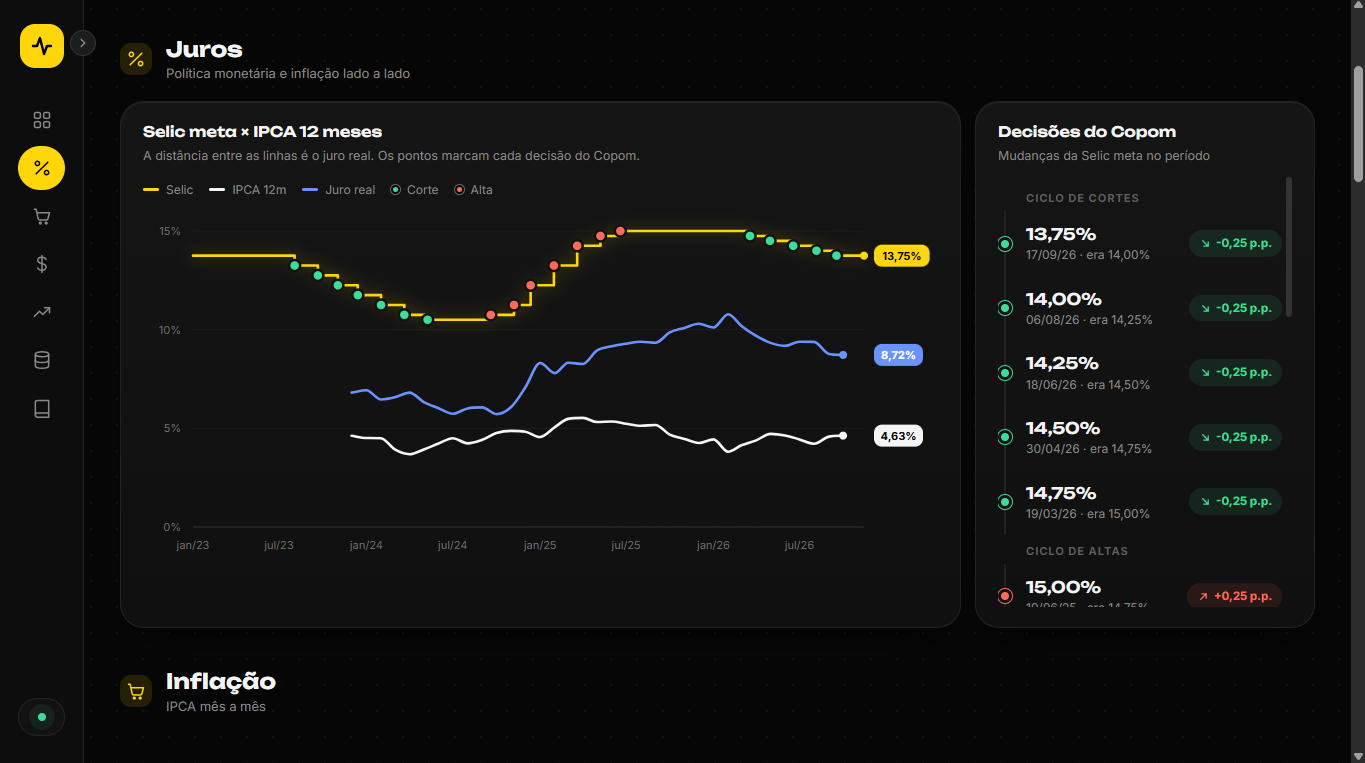 Juros
Política monetária e inflação lado a lado
Selic meta × IPCA 12 meses
A distância entre as linhas é o juro real. Os pontos marcam cada decisão do Copom.
Selic
IPCA 12m
Juro real
Corte
Alta
15%
10%
5%
0%
jan/23
jul/23
jan/24
jul/24
jan/25
jul/25
jan/26
jul/26
13,75%
8,72%
4,63%
Decisões do Copom
Mudanças da Selic meta no período
CICLO DE CORTES
13,75%
17/09/26 · era 14,00%
↘ -0,25 p.p.
14,00%
06/08/26 · era 14,25%
↘ -0,25 p.p.
14,25%
18/06/26 · era 14,50%
↘ -0,25 p.p.
14,50%
30/04/26 · era 14,75%
↘ -0,25 p.p.
14,75%
19/03/26 · era 15,00%
↘ -0,25 p.p.
CICLO DE ALTAS
15,00%
19/06/25 · era 14,75%
↗ +0,25 p.p.
Inflação
IPCA mês a mês